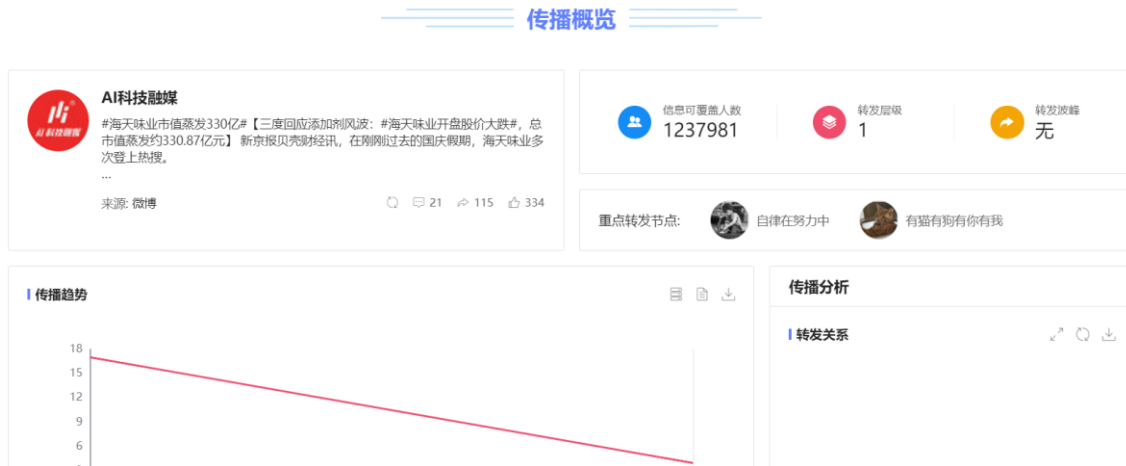 传播概览
AI科技融媒
#海天味业市值蒸发330亿#【三度回应添加剂风波：#海天味业开盘股价大跌#，总
市值蒸发约330.87亿元】 新京报贝壳财经讯，在刚刚过去的国庆假期，海天味业多
次登上热搜。
...
来源: 微博
21 115 334
AI 科技融媒
信息可覆盖人数
1237981
转发层级
1
转发波峰
无
重点转发节点: 自律在努力中 有猫有狗有你有我
传播趋势
18
15
12
9
6
传播分析
转发关系